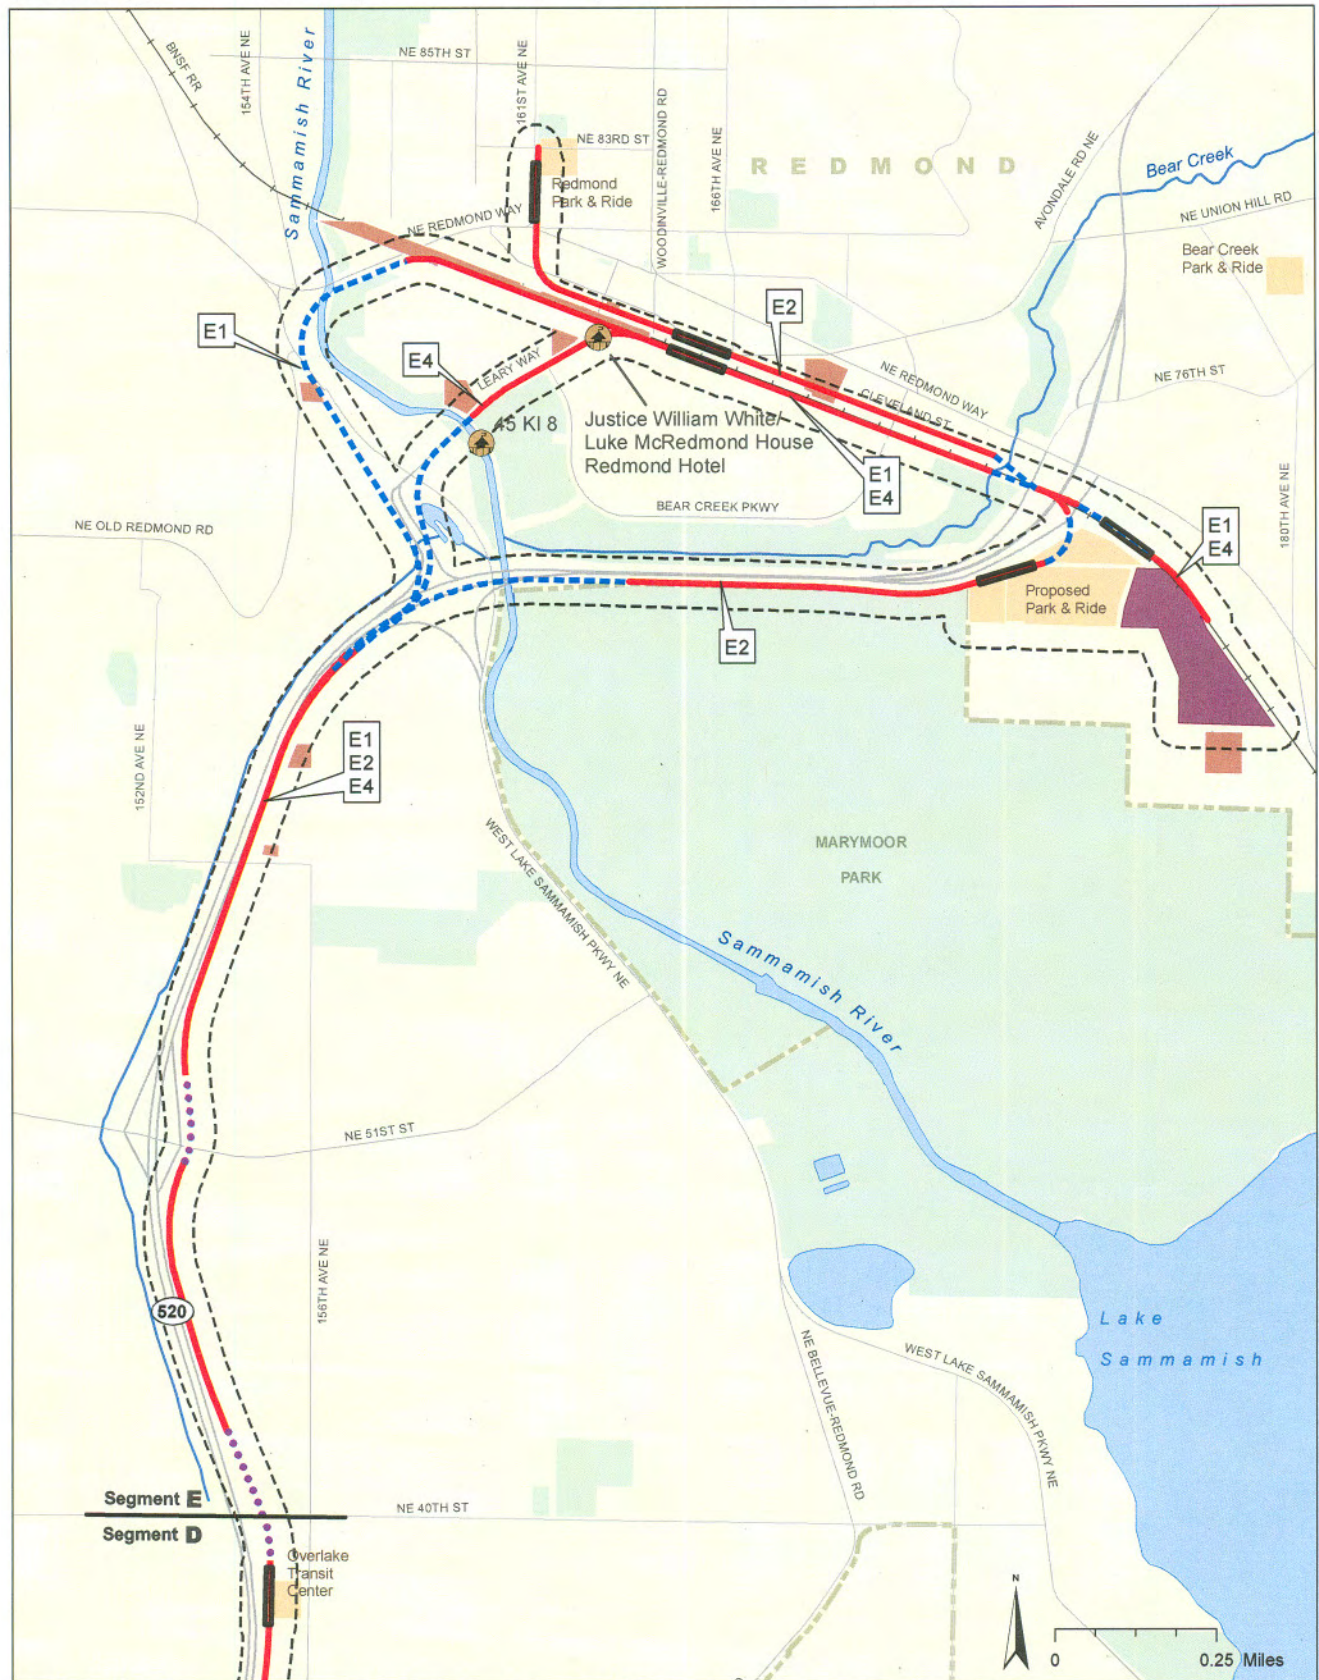 NE 85TH ST
BNSF RR
154TH AVE NE
Sammamish River
161ST AVE NE
NE 83RD ST
WOODINVILLE-REDMOND RD
166TH AVE NE
REDMOND
AVONDALE RD NE
Bear Creek
NE UNION HILL RD
Redmond
Park & Ride
NE REDMOND WAY
Bear Creek
Park & Ride
E2
E1
E4
LEARY WAY
NE REDMOND WAY
NE 76TH ST
CLEVELAND ST
45 KI 8
Justice William White/
Luke McRedmond House
Redmond Hotel
E1
E4
BEAR CREEK PKWY
NE OLD REDMOND RD
180TH AVE NE
E1
E4
Proposed
Park & Ride
E2
152ND AVE NE
E1
E2
E4
MARYMOOR
PARK
WEST LAKE SAMMAMISH PKWY NE
Sammamish River
NE 51ST ST
156TH AVE NE
520
Lake
Sammamish
NE BELLEVUE-REDMOND RD
WEST LAKE SAMMAMISH PKWY NE
Segment E
Segment D
NE 40TH ST
Overlake
Transit
Center
N
0 0.25 Miles